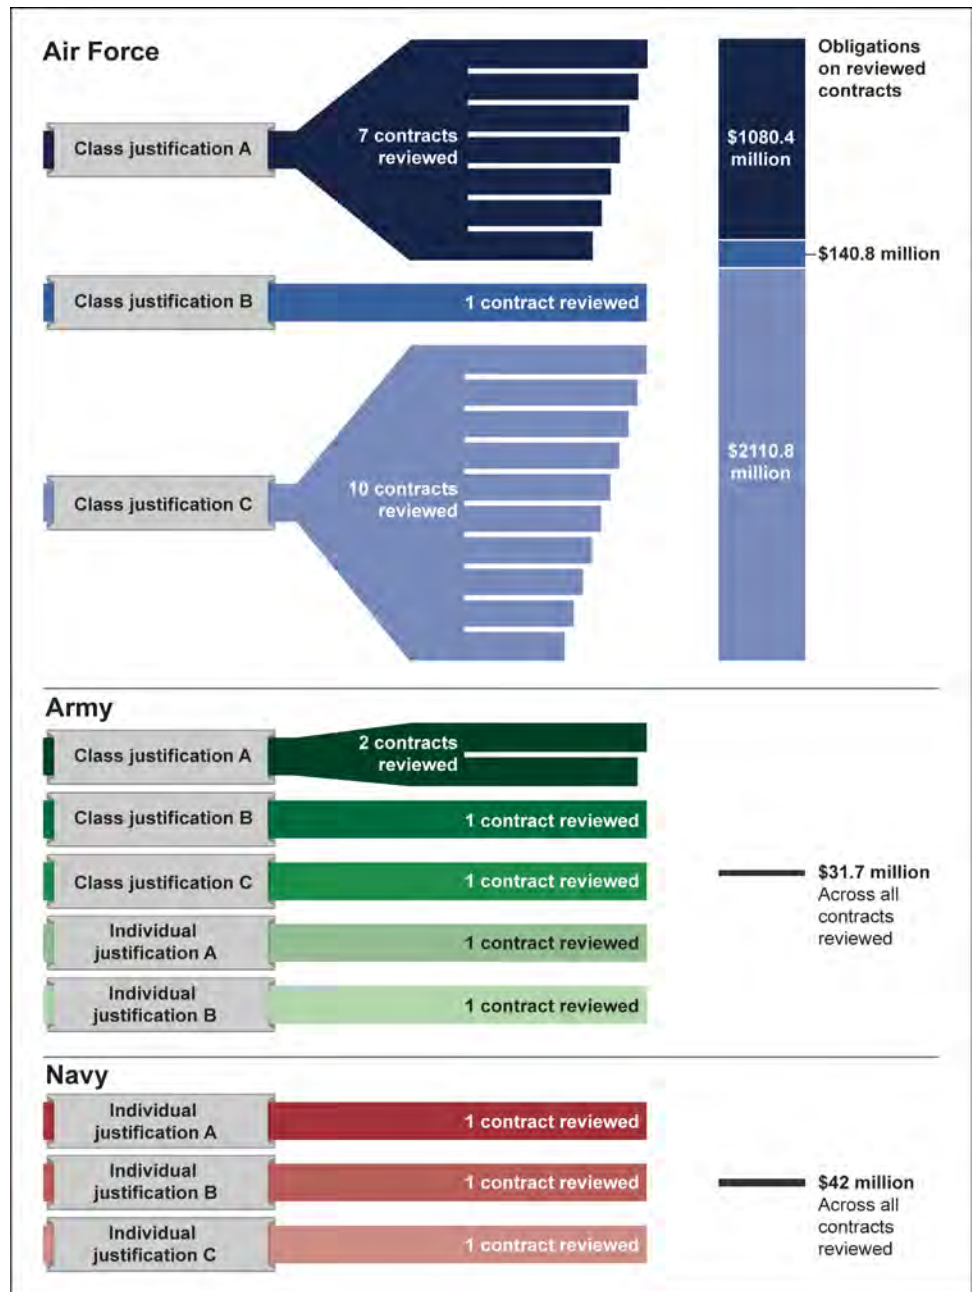 Air Force
Obligations
on reviewed
contracts
Class justification A
7 contracts
reviewed
$1080.4
million
$140.8 million
Class justification B
1 contract reviewed
Class justification C
10 contracts
reviewed
$2110.8
million
Army
Class justification A
2 contracts
reviewed
Class justification B
1 contract reviewed
Class justification C
1 contract reviewed
$31.7 million
Across all
contracts
reviewed
Individual
justification A
1 contract reviewed
Individual
justification B
1 contract reviewed
Navy
Individual
justification A
1 contract reviewed
Individual
justification B
1 contract reviewed
$42 million
Across all
contracts
reviewed
Individual
justification C
1 contract reviewed